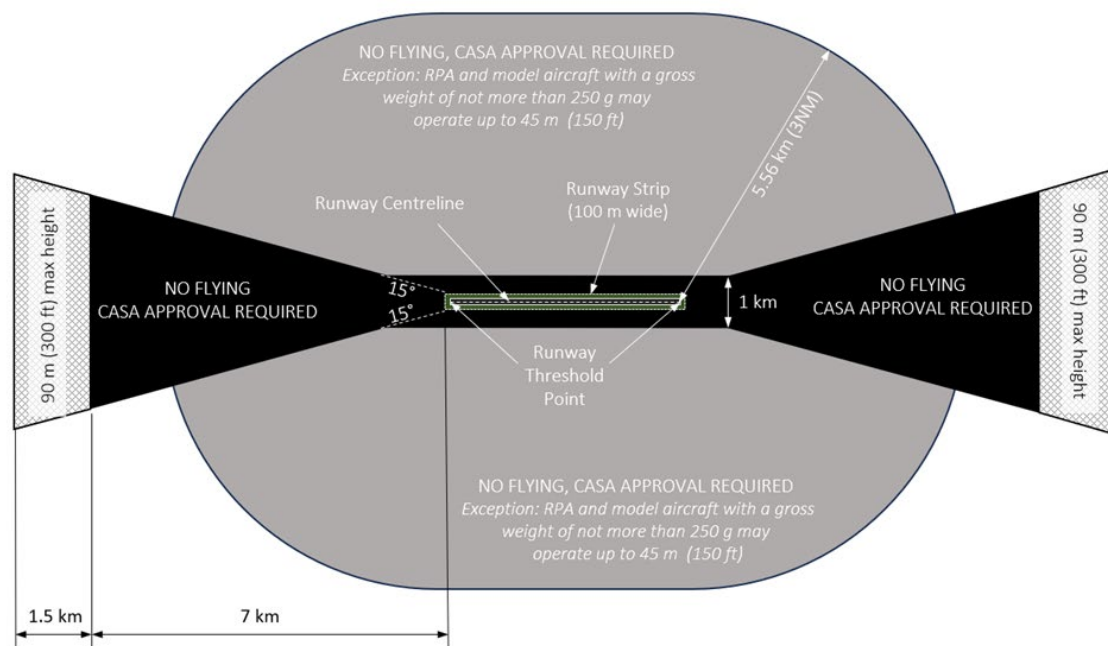 NO FLYING, CASA APPROVAL REQUIRED
Exception: RPA and model aircraft with a gross
weight of not more than 250 g may
operate up to 45 m (150 ft)
5.56 km (3NM)
Runway Centreline
Runway Strip
(100 m wide)
90 m (300 ft) max height
NO FLYING
CASA APPROVAL REQUIRED
15°
15°
1 km
NO FLYING
CASA APPROVAL REQUIRED
90 m (300 ft) max height
Runway
Threshold
Point
NO FLYING, CASA APPROVAL REQUIRED
Exception: RPA and model aircraft with a gross
weight of not more than 250 g may
operate up to 45 m (150 ft)
1.5 km
7 km